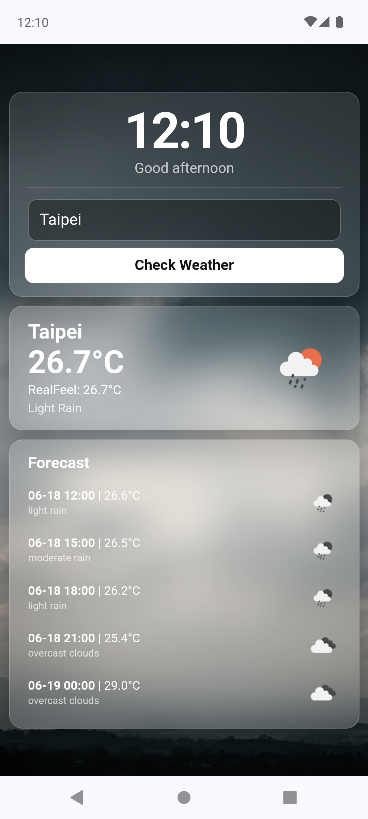 12:10
12:10
Good afternoon
Taipei
Check Weather
Taipei
26.7°C
RealFeel: 26.7°C
Light Rain
Forecast
06-18 12:00 | 26.6°C
light rain
06-18 15:00 | 26.5°C
moderate rain
06-18 18:00 | 26.2°C
light rain
06-18 21:00 | 25.4°C
overcast clouds
06-19 00:00 | 29.0°C
overcast clouds